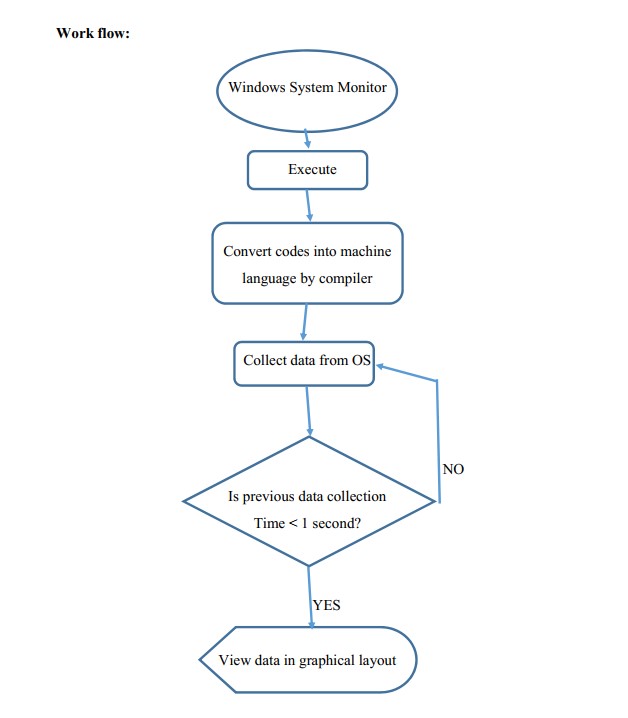 Work flow:
Windows System Monitor
Execute
Convert codes into machine
language by compiler
Collect data from OS
NO
Is previous data collection
Time < 1 second?
YES
View data in graphical layout